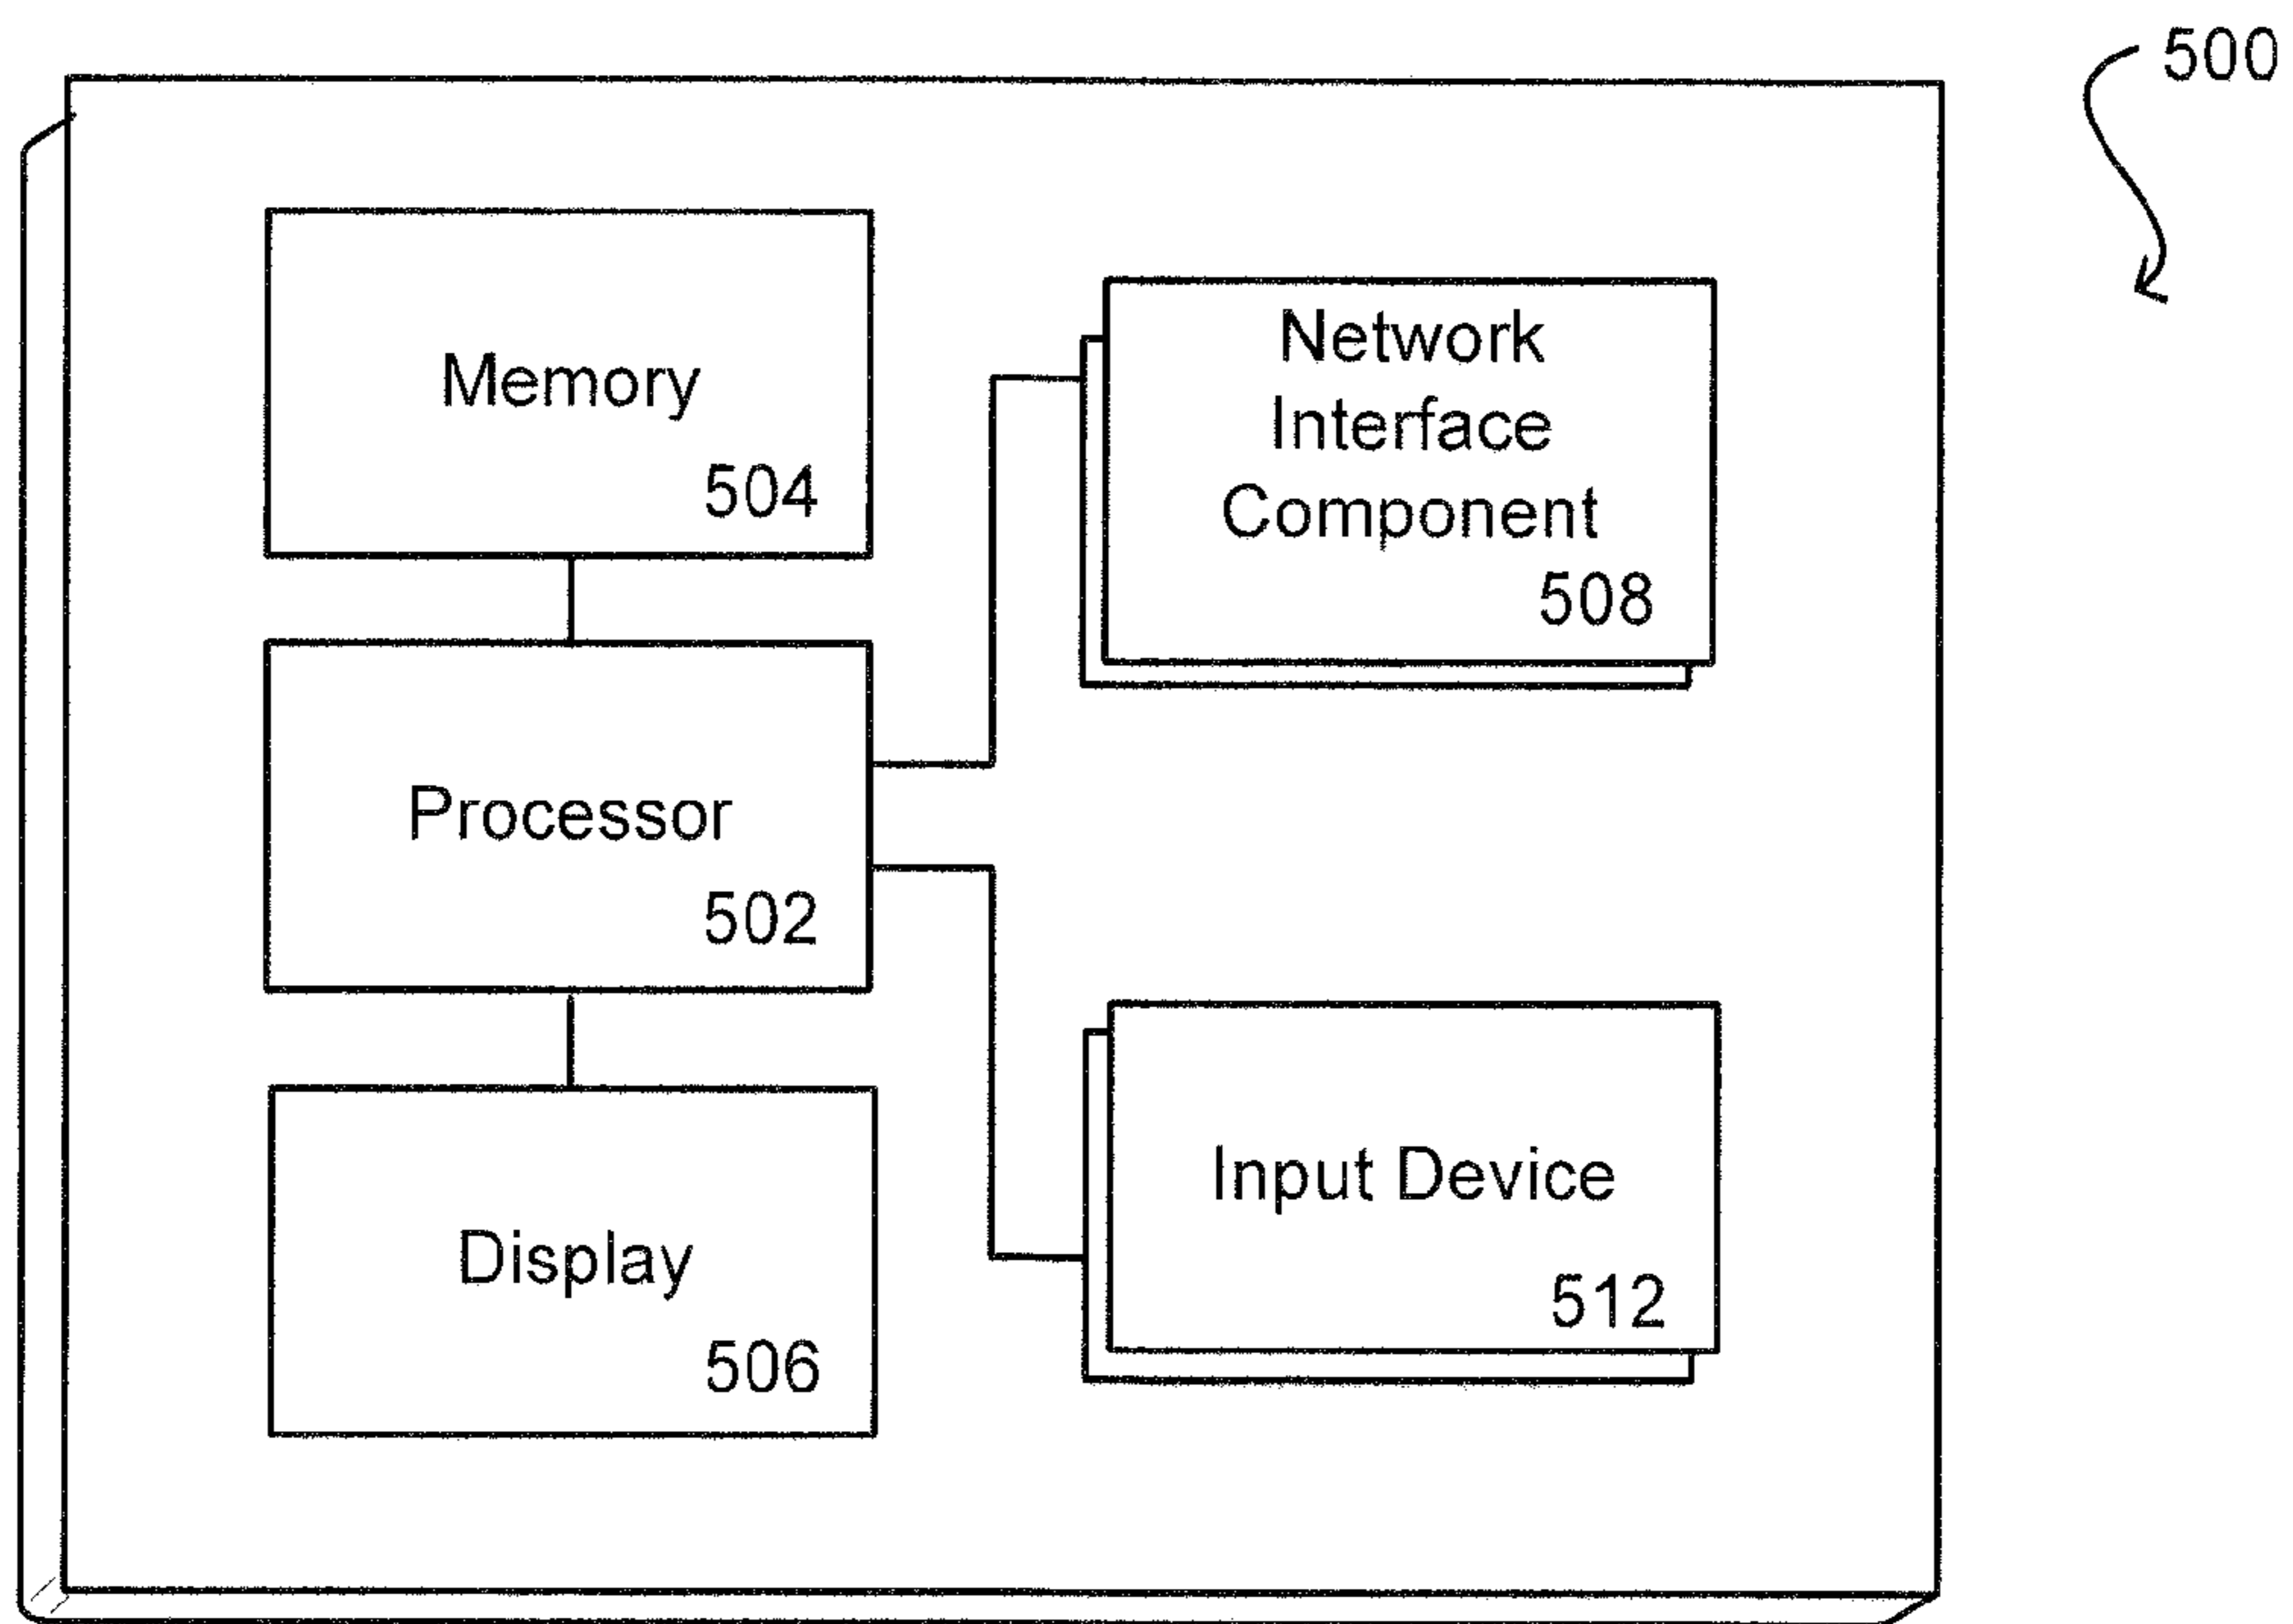 500
Memory
504
Network
Interface
Component
508
Processor
502
Input Device
512
Display
506